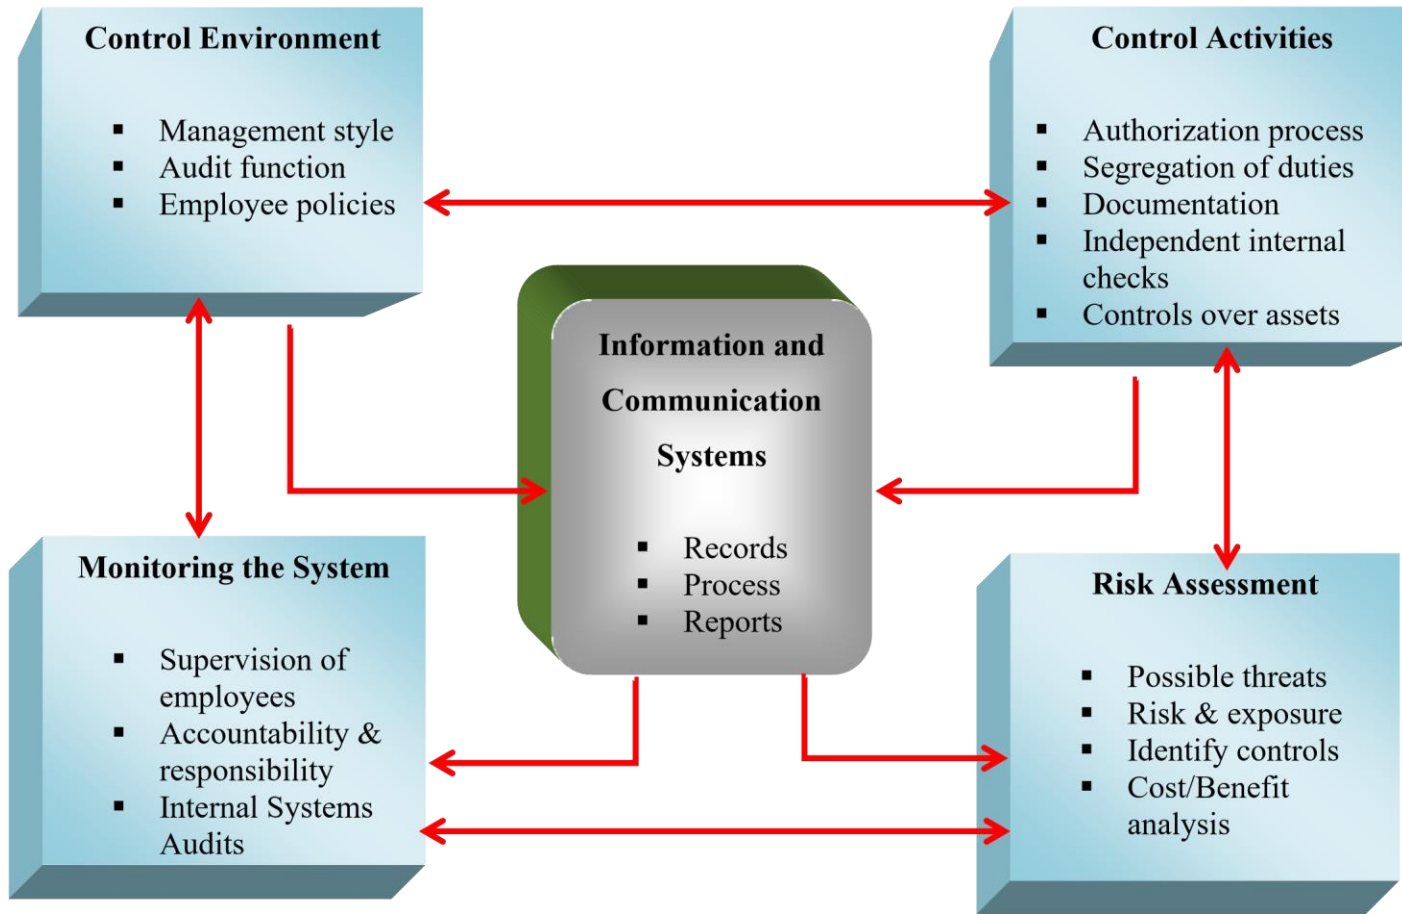 Control Environment
▪ Management style
▪ Audit function
▪ Employee policies
Control Activities
▪ Authorization process
▪ Segregation of duties
▪ Documentation
▪ Independent internal
checks
▪ Controls over assets
Information and
Communication
Systems
▪ Records
▪ Process
▪ Reports
Monitoring the System
▪ Supervision of
employees
▪ Accountability &
responsibility
▪ Internal Systems
Audits
Risk Assessment
▪ Possible threats
▪ Risk & exposure
▪ Identify controls
▪ Cost/Benefit
analysis